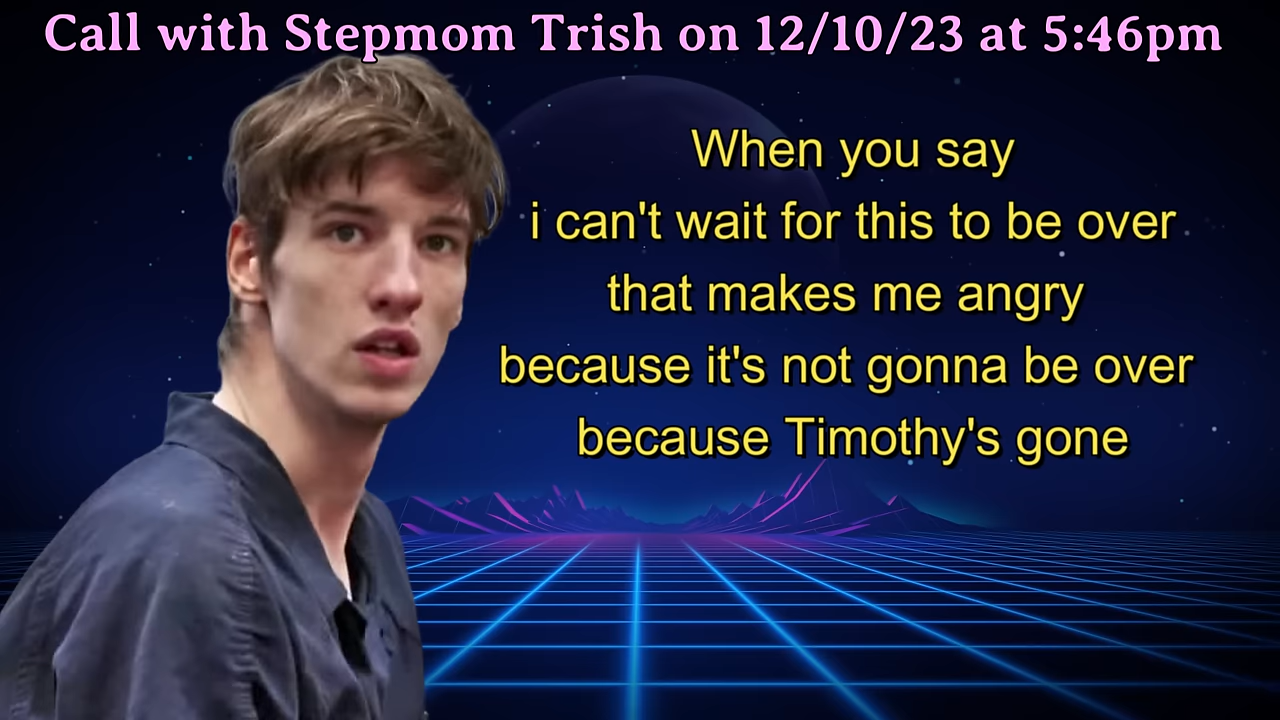 Call with Stepmom Trish on 12/10/23 at 5:46pm
When you say
i can't wait for this to be over
that makes me angry
because it's not gonna be over
because Timothy's gone